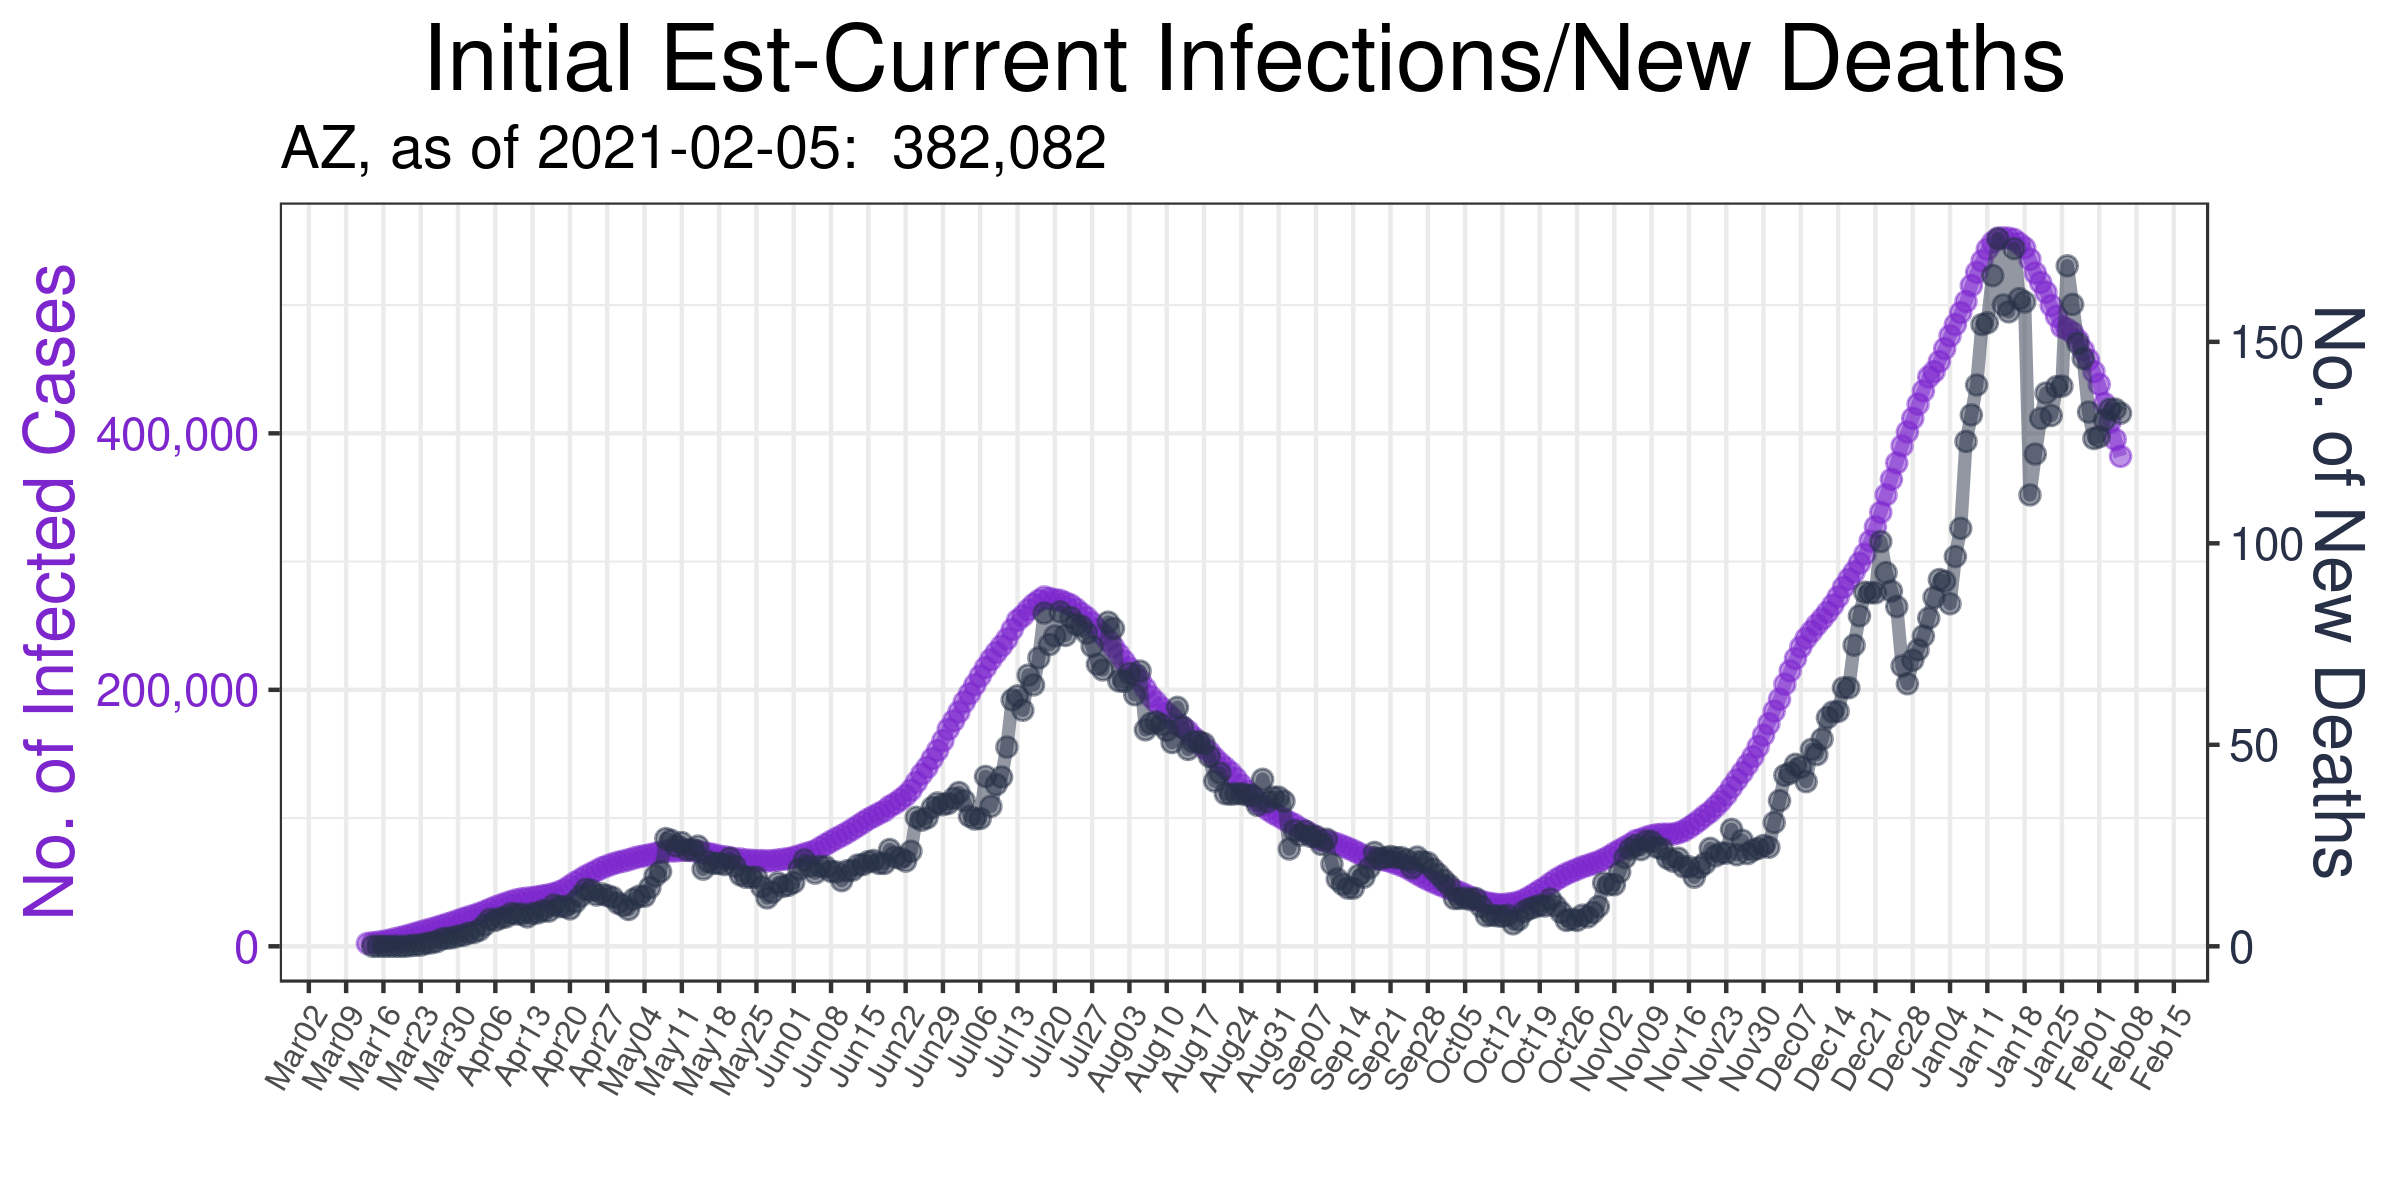 Initial Est-Current Infections/New Deaths
AZ, as of 2021-02-05: 382,082
No. of Infected Cases
400,000
200,000
0
No. of New Deaths
150
100
50
0
Mar02
Mar09
Mar16
Mar23
Mar30
Apr06
Apr13
Apr20
Apr27
May04
May11
May18
May25
Jun01
Jun08
Jun15
Jun22
Jun29
Jul06
Jul13
Jul20
Jul27
Aug03
Aug10
Aug17
Aug24
Aug31
Sep07
Sep14
Sep21
Sep28
Oct05
Oct12
Oct19
Oct26
Nov02
Nov09
Nov16
Nov23
Nov30
Dec07
Dec14
Dec21
Dec28
Jan04
Jan11
Jan18
Jan25
Feb01
Feb08
Feb15